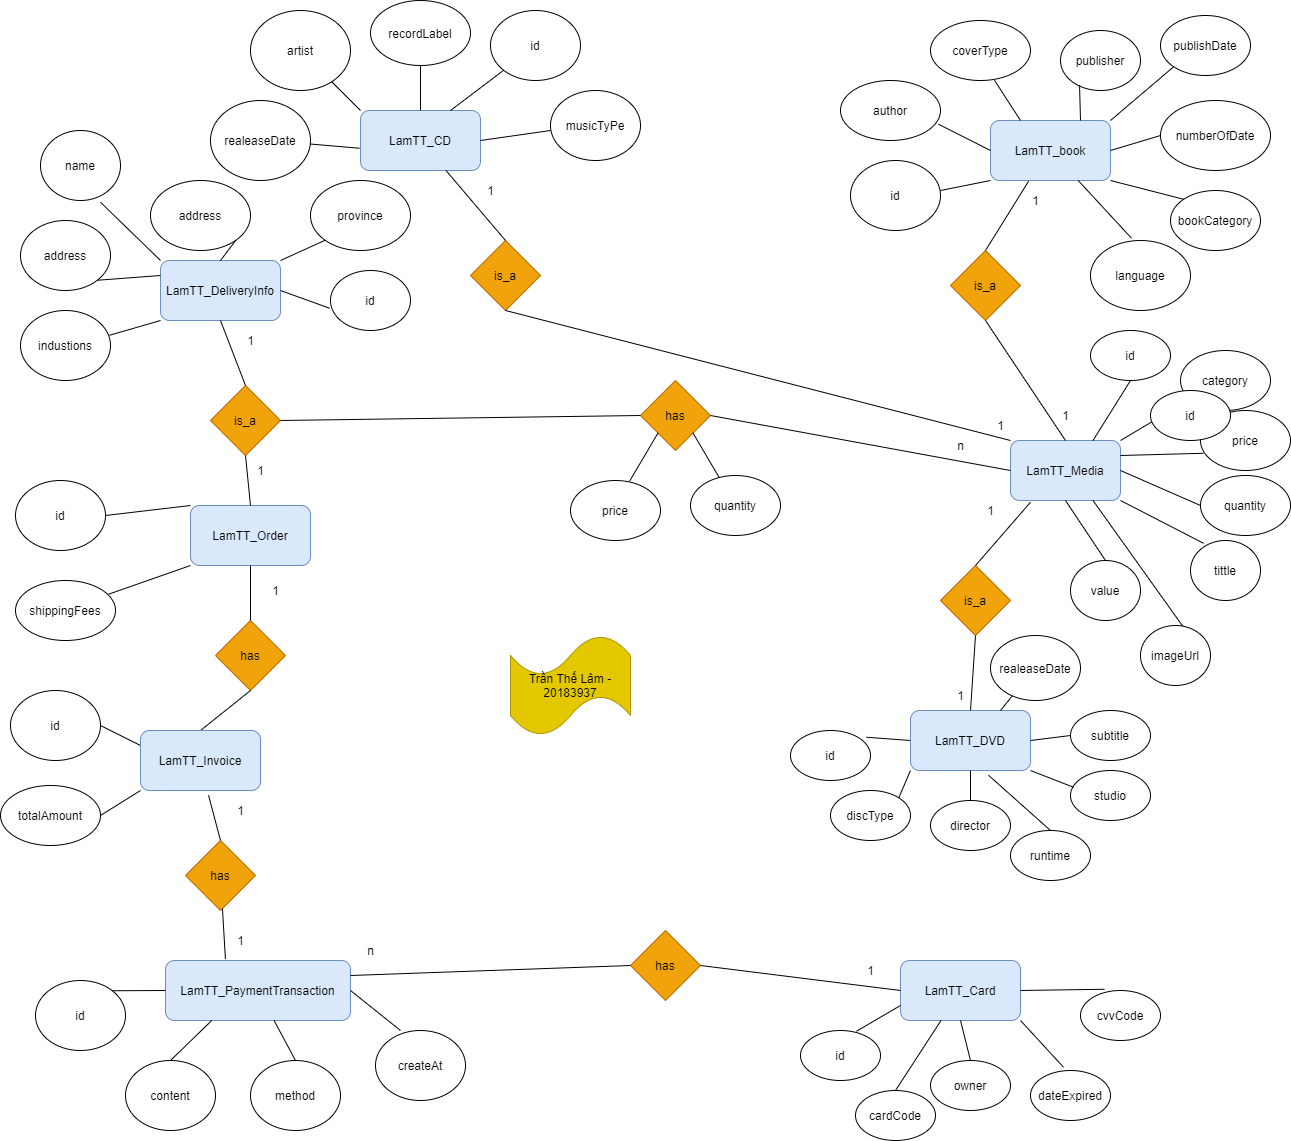 artist
recordLabel
id
realeaseDate
LamTT_CD
musicTyPe
1
is_a
coverType
publisher
publishDate
author
numberOfDate
LamTT_book
id
bookCategory
language
1
is_a
name
address
province
address
LamTT_DeliveryInfo
id
industions
1
is_a
has
price
quantity
1
id
LamTT_Order
shippingFees
1
has
id
category
id
price
1
1
n
LamTT_Media
quantity
tittle
value
imageUrl
1
is_a
realeaseDate
1
LamTT_DVD
subtitle
id
studio
discType
director
runtime
Trần Thế Lâm -
20183937
id
LamTT_Invoice
totalAmount
1
has
1
n
has
1
LamTT_PaymentTransaction
id
content
method
createAt
LamTT_Card
cvvCode
id
cardCode
owner
dateExpired